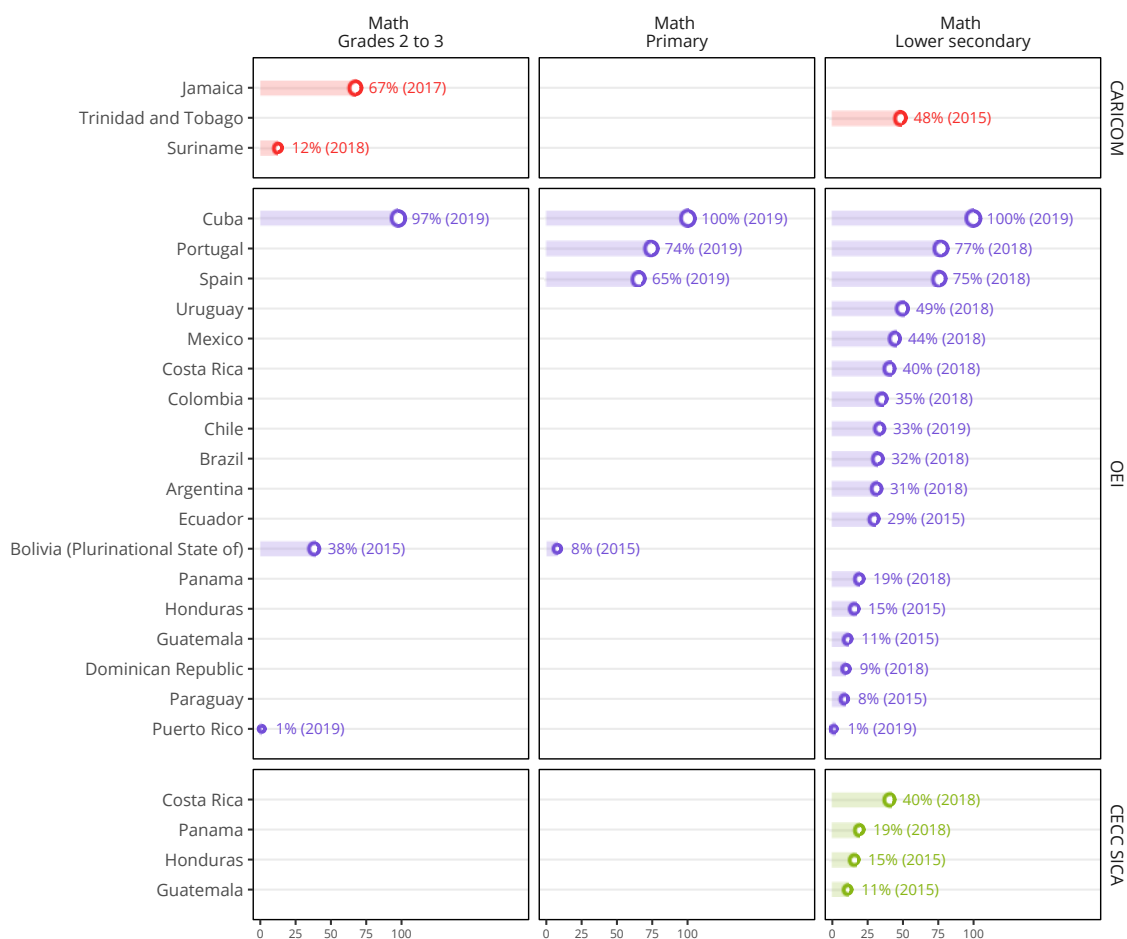 Math
Grades 2 to 3
Math
Primary
Math
Lower secondary
CARICOM
Jamaica 67% (2017)
Trinidad and Tobago 48% (2015)
Suriname 12% (2018)
OEI
Cuba 97% (2019) 100% (2019) 100% (2019)
Portugal 74% (2019) 77% (2018)
Spain 65% (2019) 75% (2018)
Uruguay 49% (2018)
Mexico 44% (2018)
Costa Rica 40% (2018)
Colombia 35% (2018)
Chile 33% (2019)
Brazil 32% (2018)
Argentina 31% (2018)
Ecuador 29% (2015)
Bolivia (Plurinational State of) 38% (2015) 8% (2015)
Panama 19% (2018)
Honduras 15% (2015)
Guatemala 11% (2015)
Dominican Republic 9% (2018)
Paraguay 8% (2015)
Puerto Rico 1% (2019) 1% (2019)
CECC SICA
Costa Rica 40% (2018)
Panama 19% (2018)
Honduras 15% (2015)
Guatemala 11% (2015)
0 25 50 75 100 0 25 50 75 100 0 25 50 75 100